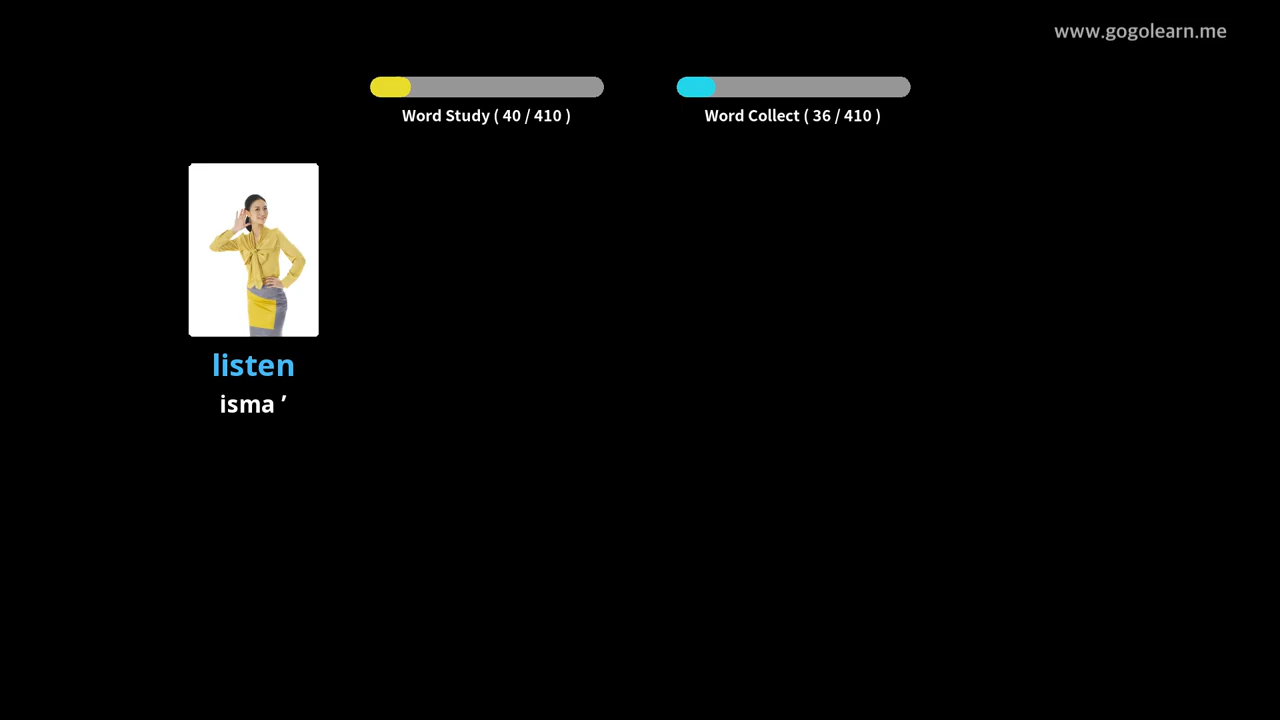 www.gogolearn.me
Word Study ( 40 / 410 )
Word Collect ( 36 / 410 )
listen
isma ’